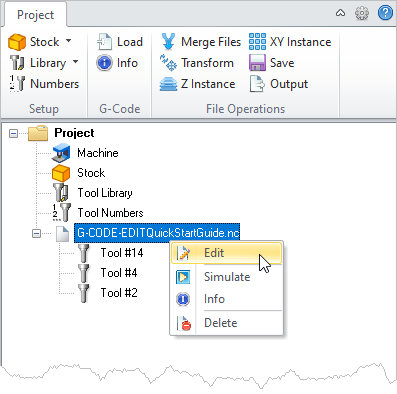 Project
Stock Load Merge Files XY Instance
Library Info Transform Save
Numbers Z Instance Output
Setup G-Code File Operations
Project
Machine
Stock
Tool Library
Tool Numbers
G-CODE-EDITQuickStartGuide.nc
Edit
Tool #14
Simulate
Tool #4
Info
Tool #2
Delete